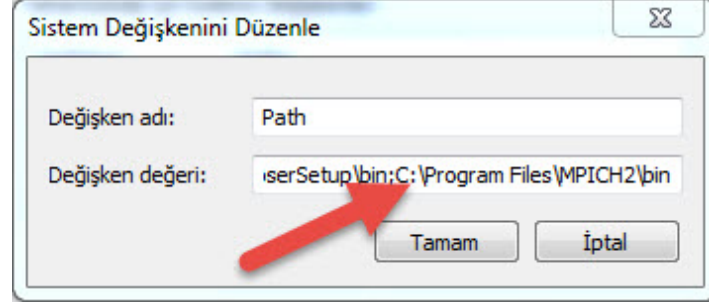 Sistem Değişkenini Düzenle
Değişken adı: Path
Değişken değeri: serSetup\bin;C:\Program Files\MPICH2\bin
Tamam İptal